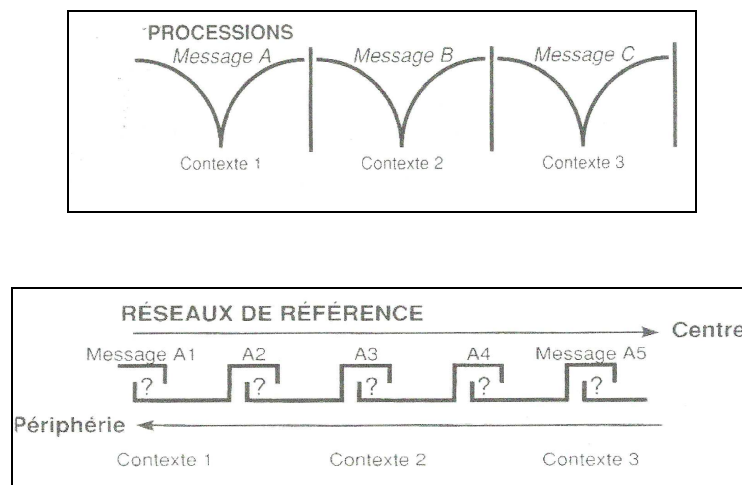 PROCESSIONS
Message A Message B Message C
Contexte 1 Contexte 2 Contexte 3
RÉSEAUX DE RÉFÉRENCE
Centre
Message A1 A2 A3 A4 Message A5
? ? ? ? ?
Périphérie
Contexte 1 Contexte 2 Contexte 3